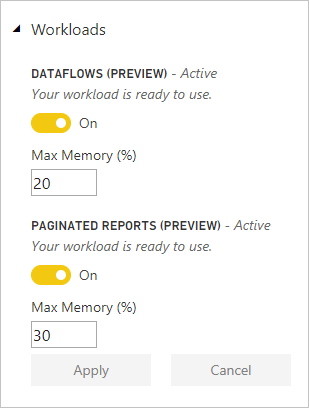 Workloads
DATAFLOWS (PREVIEW) - Active
Your workload is ready to use.
On
Max Memory (%)
20
PAGINATED REPORTS (PREVIEW) - Active
Your workload is ready to use.
On
Max Memory (%)
30
Apply Cancel